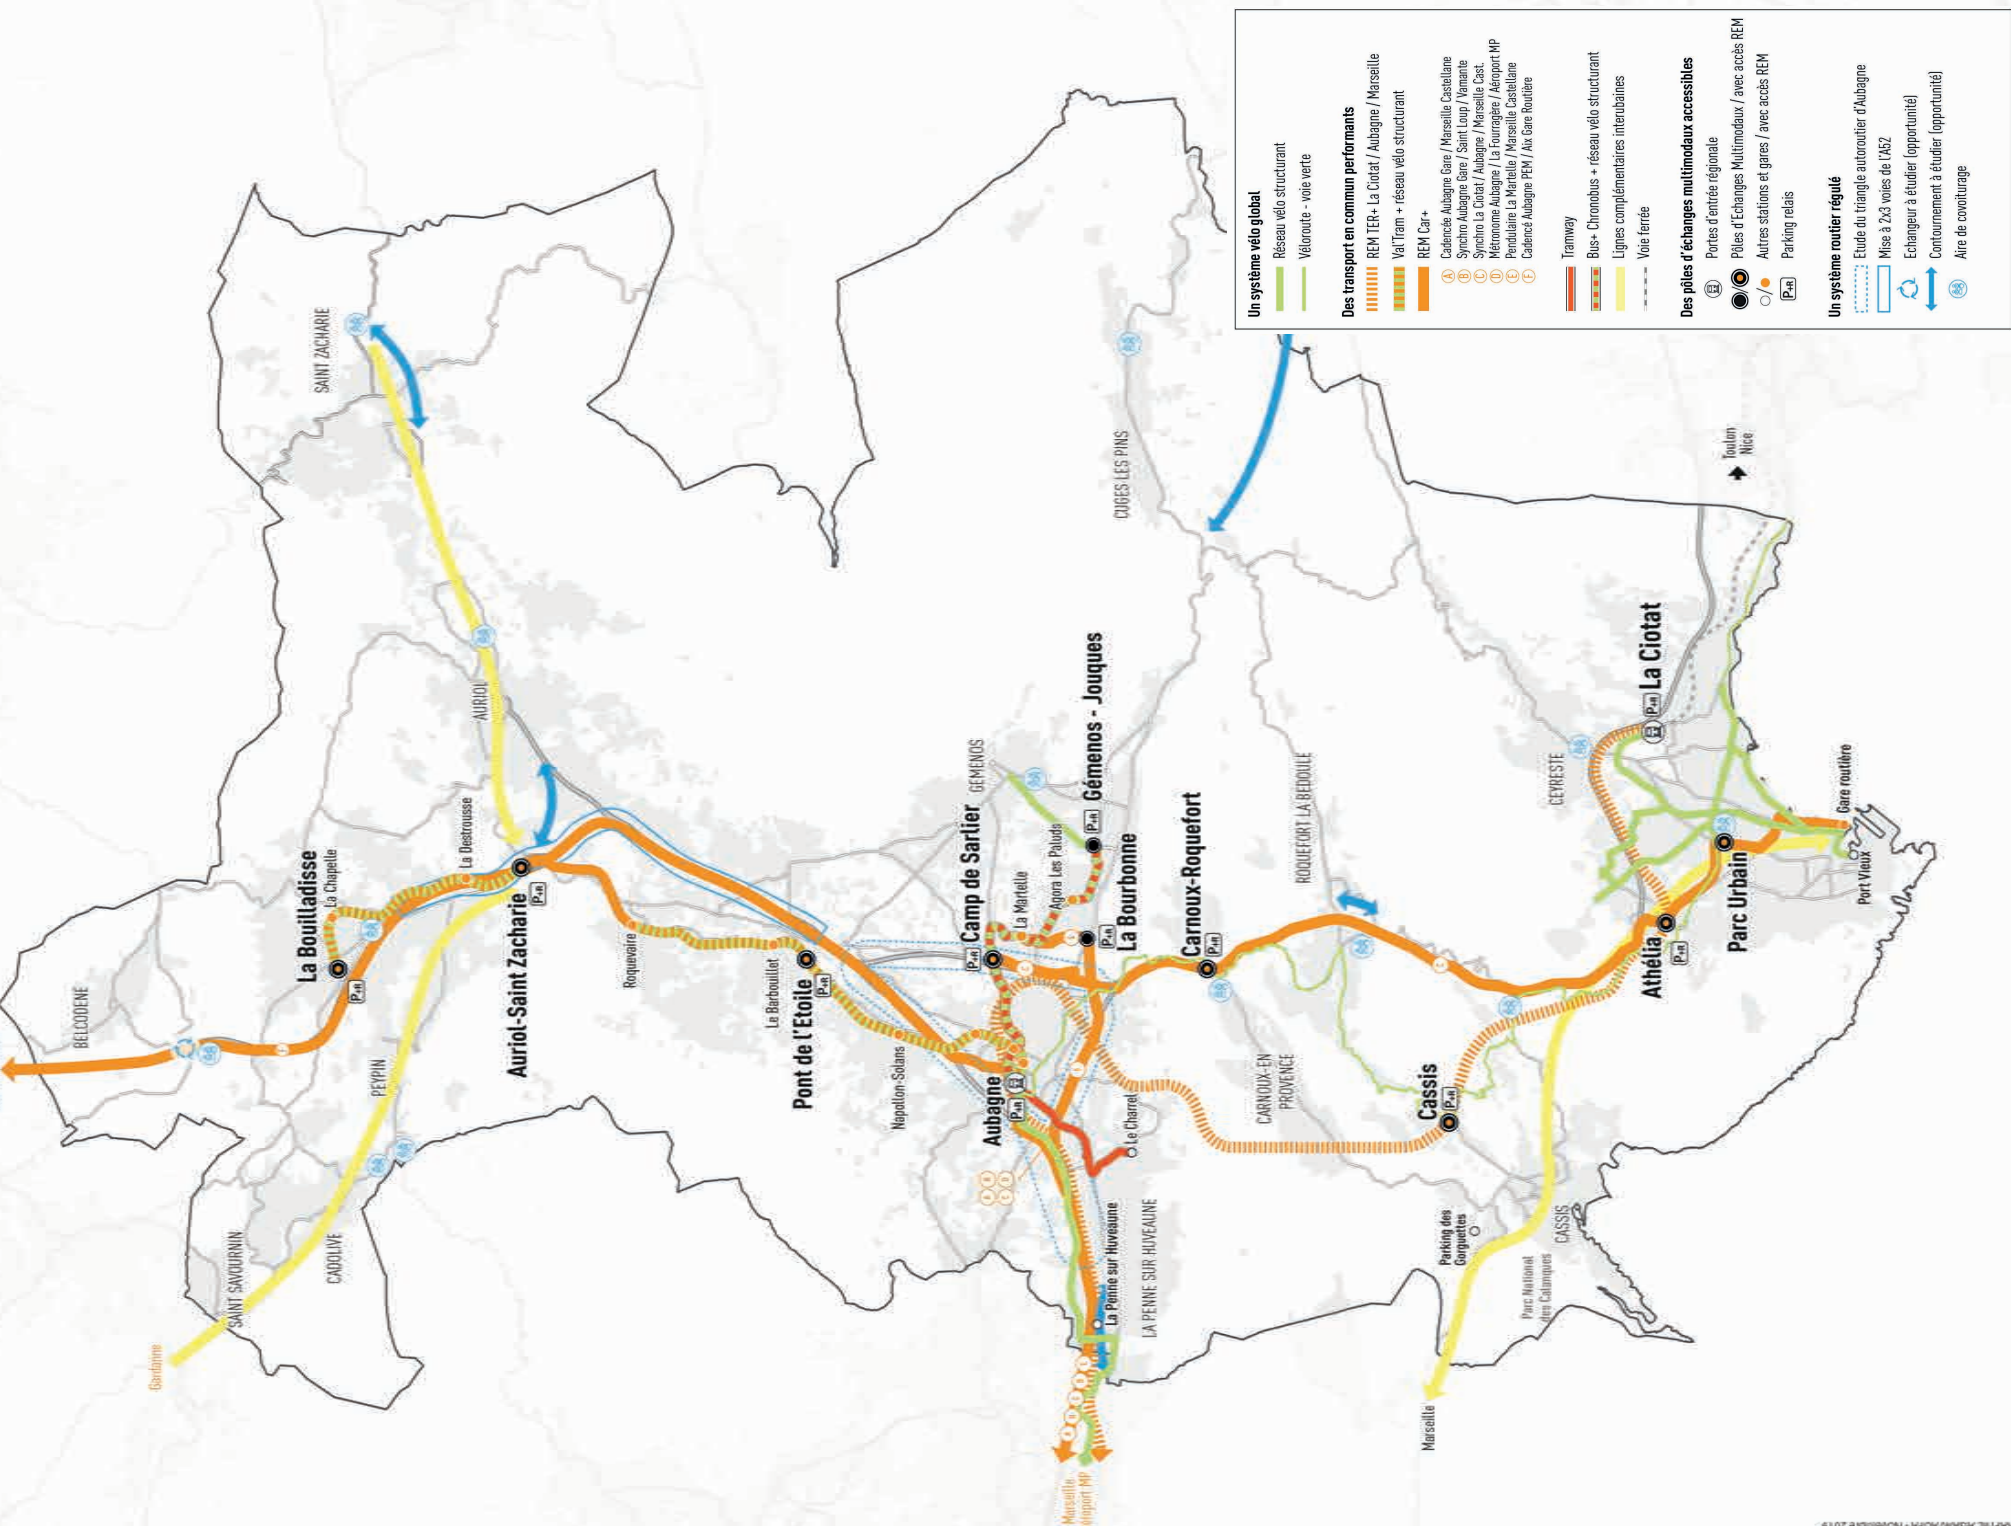 Un système vélo global
Réseau vélo structurant
Véloroute - voie verte
Des transport en commun performants
REM TER+ La Ciotat / Aubagne / Marseille
Val'Tram + réseau vélo structurant
REM Car+
A Cadencé Aubagne Gare / Marseille Castellane
B Synchro Aubagne Gare / Saint Loup / Vamante
C Synchro La Ciotat / Aubagne / Marseille Cast.
D Métronome Aubagne / La Fourragère / Aéroport MP
E Pendulaire La Martelle / Marseille Castellane
F Cadencé Aubagne PEM / Aix Gare Routière
Tramway
Bus+ Chronobus + réseau vélo structurant
Lignes complémentaires interubaines
Voie ferrée
Des pôles d'échanges multimodaux accessibles
Portes d'entrée régionale
Pôles d'Echanges Multimodaux / avec accès REM
Autres stations et gares / avec accès REM
P+R Parking relais
Un système routier régulé
Etude du triangle autoroutier d'Aubagne
Mise à 2x3 voies de l'A52
Echangeur à étudier (opportunité)
Contournement à étudier (opportunité)
Aire de covoiturage
Gardanne
SAINT SAVOURNIN
CADOLIVE
PEYPIN
BELCODENE
La Bouilladisse
P+R
La Chapelle
La Destrousse
SAINT ZACHARIE
AURIOL
Auriol-Saint Zacharie
P+R
Roquevaire
Le Barbouillet
Pont de l'Etoile
P+R
Napollon-Solans
Aubagne
P+R
Camp de Sarlier
P+R
GEMENOS
La Martelle
Agora Les Paluds
Gémenos - Jouques
P+R
La Bourbonne
P+R
Le Charrel
La Penne sur Huveaune
LA PENNE SUR HUVEAUNE
Marseille
CUGES LES PINS
Carnoux-Roquefort
P+R
CARNOUX-EN
PROVENCE
ROQUEFORT LA BEDOULE
Cassis
P+R
Parking des
Gorguettes
CASSIS
Parc National
des Calanques
Marseille
CEYRESTE
La Ciotat
P+R
Athélia
P+R
Parc Urbain
Gare routière
Port Vieux
Toulon
Nice